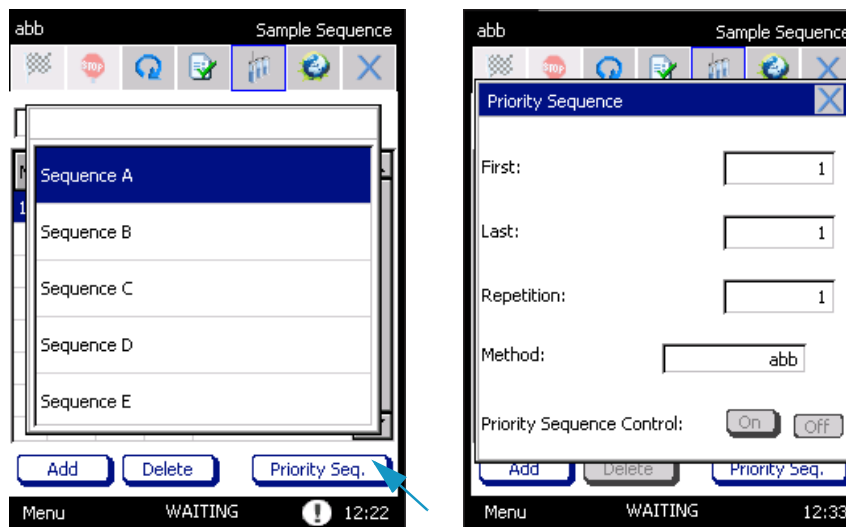 abb Sample Sequence
STOP
Sequence A
Sequence B
Sequence C
Sequence D
Sequence E
Add Delete Priority Seq.
Menu WAITING 12:22
abb Sample Sequence
STOP
Priority Sequence
First: 1
Last: 1
Repetition: 1
Method: abb
Priority Sequence Control: On Off
Add Delete Priority Seq.
Menu WAITING 12:33